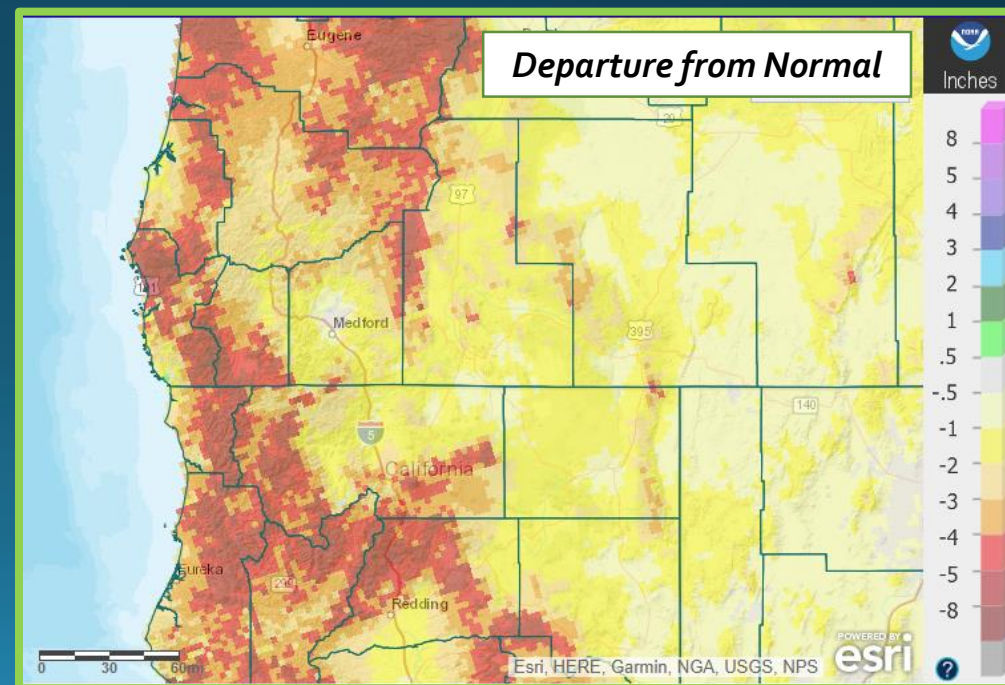 Eugene
Departure from Normal
NOAA
Inches
20
97
8
5
4
3
2
1
.5
-.5
-1
-2
-3
-4
-5
-8
101
Medford
395
140
5
California
Eureka
299
Redding
0 30 60mi
Esri, HERE, Garmin, NGA, USGS, NPS
POWERED BY
esri
?